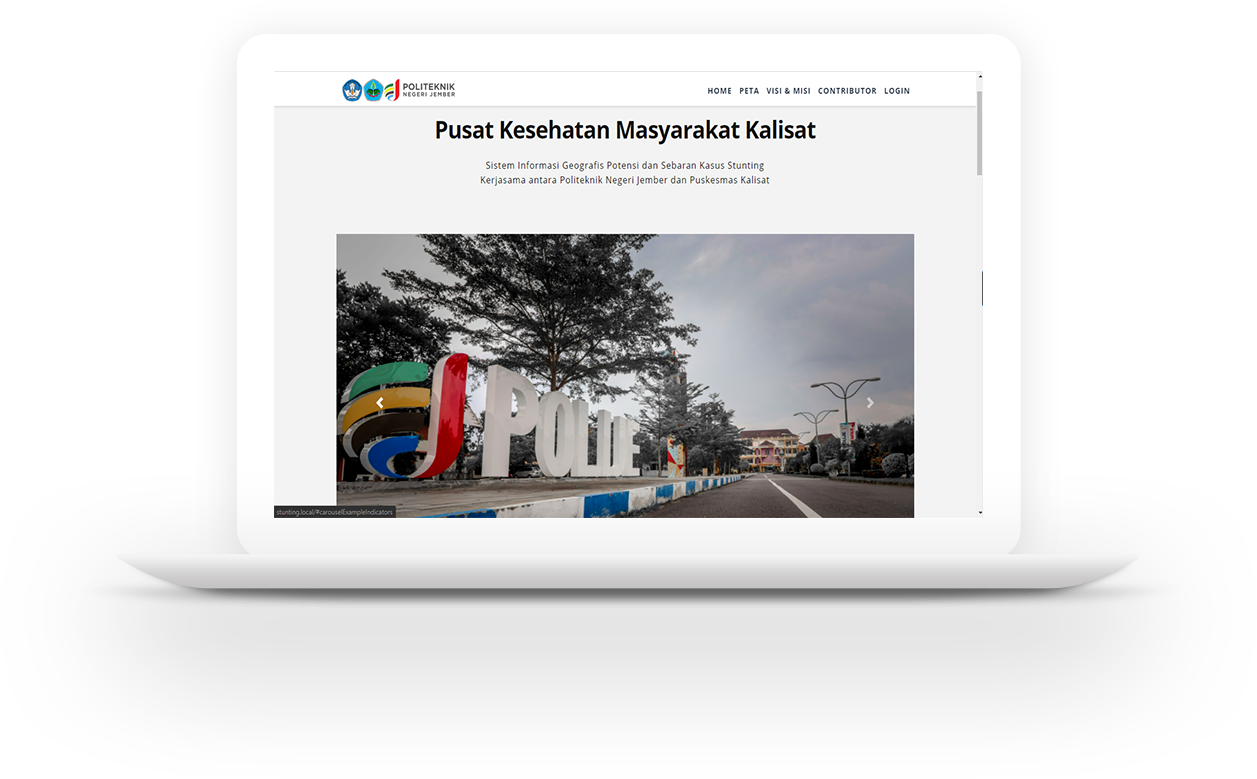 POLITEKNIK
NEGERI JEMBER
HOME PETA VISI & MISI CONTRIBUTOR LOGIN
Pusat Kesehatan Masyarakat Kalisat
Sistem Informasi Geografis Potensi dan Sebaran Kasus Stunting
Kerjasama antara Politeknik Negeri Jember dan Puskesmas Kalisat
POLIJE
stunting.local/#carouselExampleIndicators